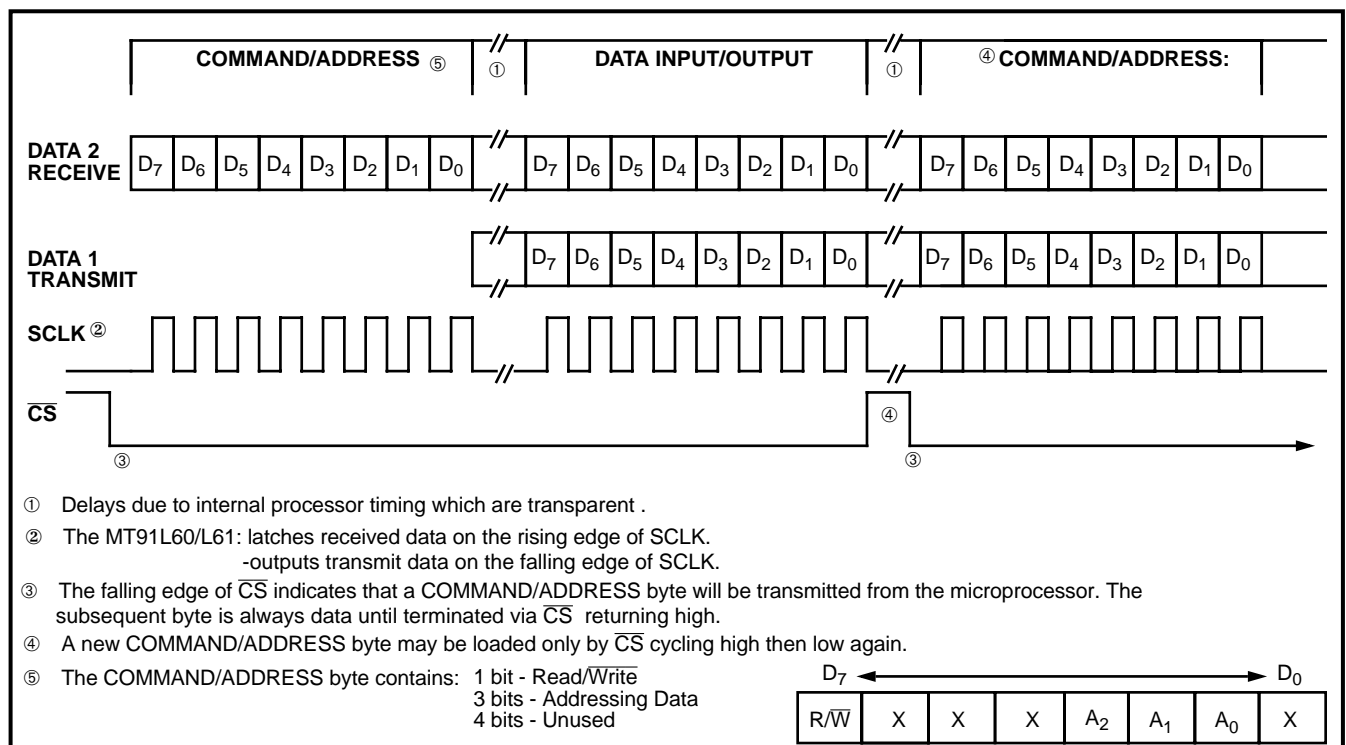 COMMAND/ADDRESS ⑤ ① DATA INPUT/OUTPUT ① ④ COMMAND/ADDRESS:
DATA 2
RECEIVE
D7 D6 D5 D4 D3 D2 D1 D0 D7 D6 D5 D4 D3 D2 D1 D0 D7 D6 D5 D4 D3 D2 D1 D0
DATA 1
TRANSMIT
D7 D6 D5 D4 D3 D2 D1 D0 D7 D6 D5 D4 D3 D2 D1 D0
SCLK ②
C̅S̅ ④
③ ③
① Delays due to internal processor timing which are transparent .
② The MT91L60/L61: latches received data on the rising edge of SCLK.
-outputs transmit data on the falling edge of SCLK.
③ The falling edge of C̅S̅ indicates that a COMMAND/ADDRESS byte will be transmitted from the microprocessor. The
subsequent byte is always data until terminated via C̅S̅ returning high.
④ A new COMMAND/ADDRESS byte may be loaded only by C̅S̅ cycling high then low again.
⑤ The COMMAND/ADDRESS byte contains: 1 bit - Read/W̅r̅i̅t̅e̅
3 bits - Addressing Data
4 bits - Unused
D7 D0
R/W̅ X X X A2 A1 A0 X